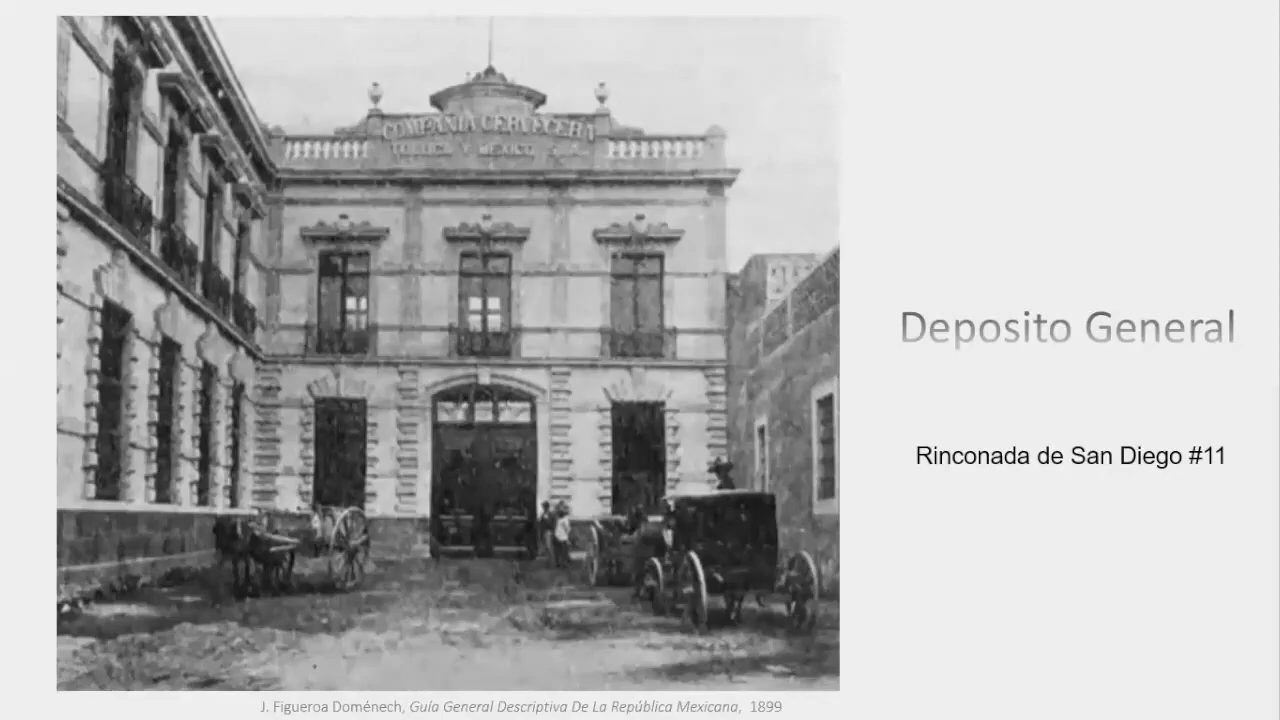 COMPAÑIA CERVECERA
TOLUCA Y MEXICO, S. A.
Deposito General
Rinconada de San Diego #11
J. Figueroa Doménech, Guía General Descriptiva De La República Mexicana, 1899